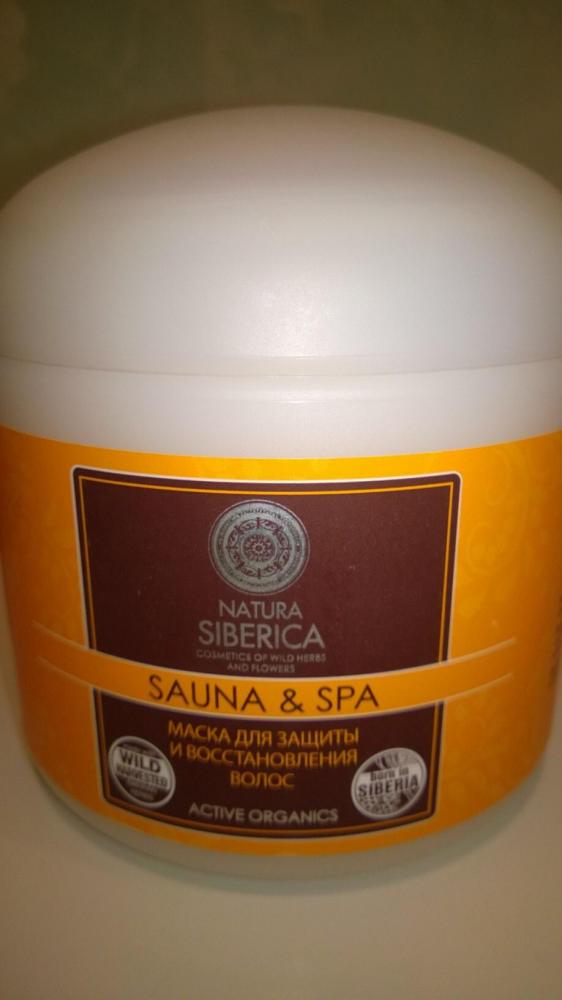 NATURA
SIBERICA
COSMETICS OF WILD HERBS
AND FLOWERS
SAUNA & SPA
МАСКА ДЛЯ ЗАЩИТЫ
И ВОССТАНОВЛЕНИЯ
ВОЛОС
WILD
HARVESTED
born in
SIBERIA
ACTIVE ORGANICS